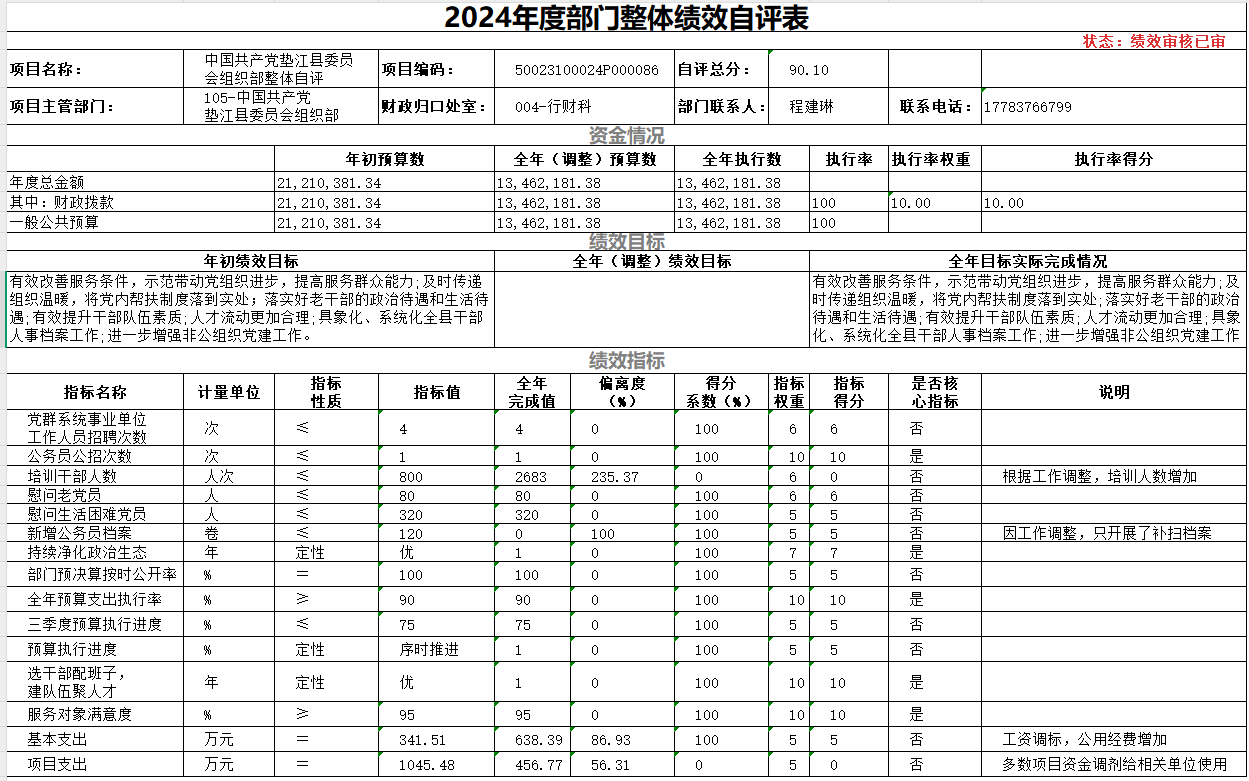 2024年度部门整体绩效自评表
状态：绩效审核已审
项目名称： 中国共产党垫江县委员会组织部整体自评 项目编码： 50023100024P000086 自评总分： 90.10
项目主管部门： 105-中国共产党垫江县委员会组织部 财政归口处室： 004-行财科 部门联系人： 程建琳 联系电话： 17783766799
资金情况
年初预算数 全年（调整）预算数 全年执行数 执行率 执行率权重 执行率得分
年度总金额 21,210,381.34 13,462,181.38 13,462,181.38
其中：财政拨款 21,210,381.34 13,462,181.38 13,462,181.38 100 10.00 10.00
一般公共预算 21,210,381.34 13,462,181.38 13,462,181.38 100
绩效目标
年初绩效目标 全年（调整）绩效目标 全年目标实际完成情况
有效改善服务条件，示范带动党组织进步，提高服务群众能力;及时传递
组织温暖，将党内帮扶制度落到实处；落实好老干部的政治待遇和生活待
遇;有效提升干部队伍素质;人才流动更加合理;具象化、系统化全县干部
人事档案工作;进一步增强非公组织党建工作。
有效改善服务条件，示范带动党组织进步，提高服务群众能力;及
时传递组织温暖，将党内帮扶制度落到实处;落实好老干部的政治
待遇和生活待遇;有效提升干部队伍素质;人才流动更加合理;具象
化、系统化全县干部人事档案工作;进一步增强非公组织党建工作
绩效指标
指标名称 计量单位 指标性质 指标值 全年完成值 偏离度（%） 得分系数（%） 指标权重 指标得分 是否核心指标 说明
党群系统事业单位工作人员招聘次数 次 ≤ 4 4 0 100 6 6 否
公务员公招次数 次 ≤ 1 1 0 100 10 10 是
培训干部人数 人次 ≤ 800 2683 235.37 0 6 0 否 根据工作调整，培训人数增加
慰问老党员 人 ≤ 80 80 0 100 6 6 否
慰问生活困难党员 人 ≤ 320 320 0 100 5 5 否
新增公务员档案 卷 ≤ 120 0 100 100 5 5 否 因工作调整，只开展了补扫档案
持续净化政治生态 年 定性 优 1 0 100 7 7 是
部门预决算按时公开率 % ＝ 100 100 0 100 5 5 否
全年预算支出执行率 % ≥ 90 90 0 100 10 10 是
三季度预算执行进度 % ≤ 75 75 0 100 5 5 否
预算执行进度 % 定性 序时推进 1 0 100 5 5 否
选干部配班子，建队伍聚人才 年 定性 优 1 0 100 10 10 是
服务对象满意度 % ≥ 95 95 0 100 10 10 是
基本支出 万元 ＝ 341.51 638.39 86.93 100 5 5 否 工资调标，公用经费增加
项目支出 万元 ＝ 1045.48 456.77 56.31 0 5 0 否 多数项目资金调剂给相关单位使用